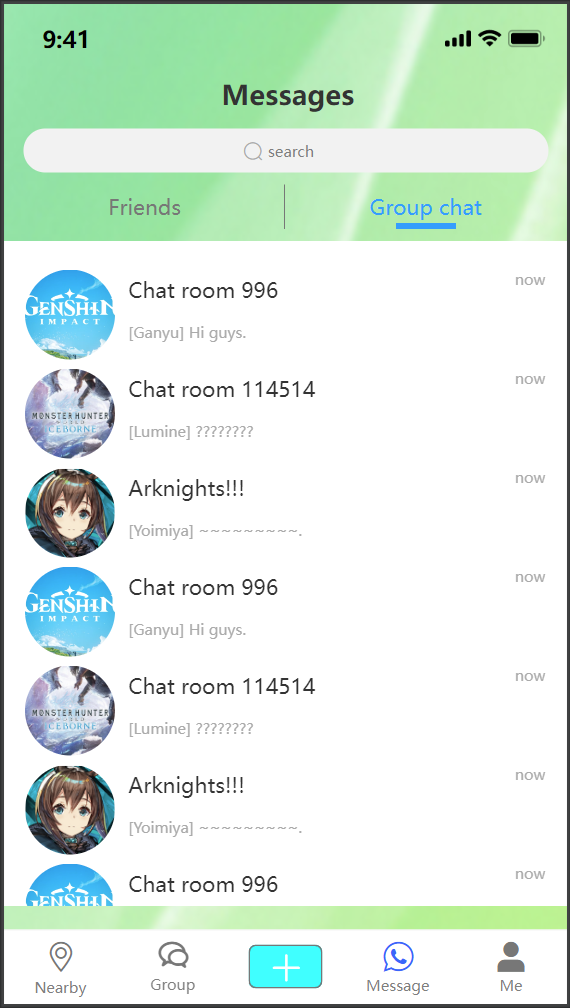 9:41
Messages
search
Friends
Group chat
GENSHIN
IMPACT
Chat room 996
now
[Ganyu] Hi guys.
MONSTER HUNTER
WORLD
ICEBORNE
Chat room 114514
now
[Lumine] ????????
Arknights!!!
now
[Yoimiya] ~~~~~~~~~.
GENSHIN
IMPACT
Chat room 996
now
[Ganyu] Hi guys.
MONSTER HUNTER
WORLD
ICEBORNE
Chat room 114514
now
[Lumine] ????????
Arknights!!!
now
[Yoimiya] ~~~~~~~~~.
GENSHIN
Chat room 996
now
Nearby
Group
Message
Me